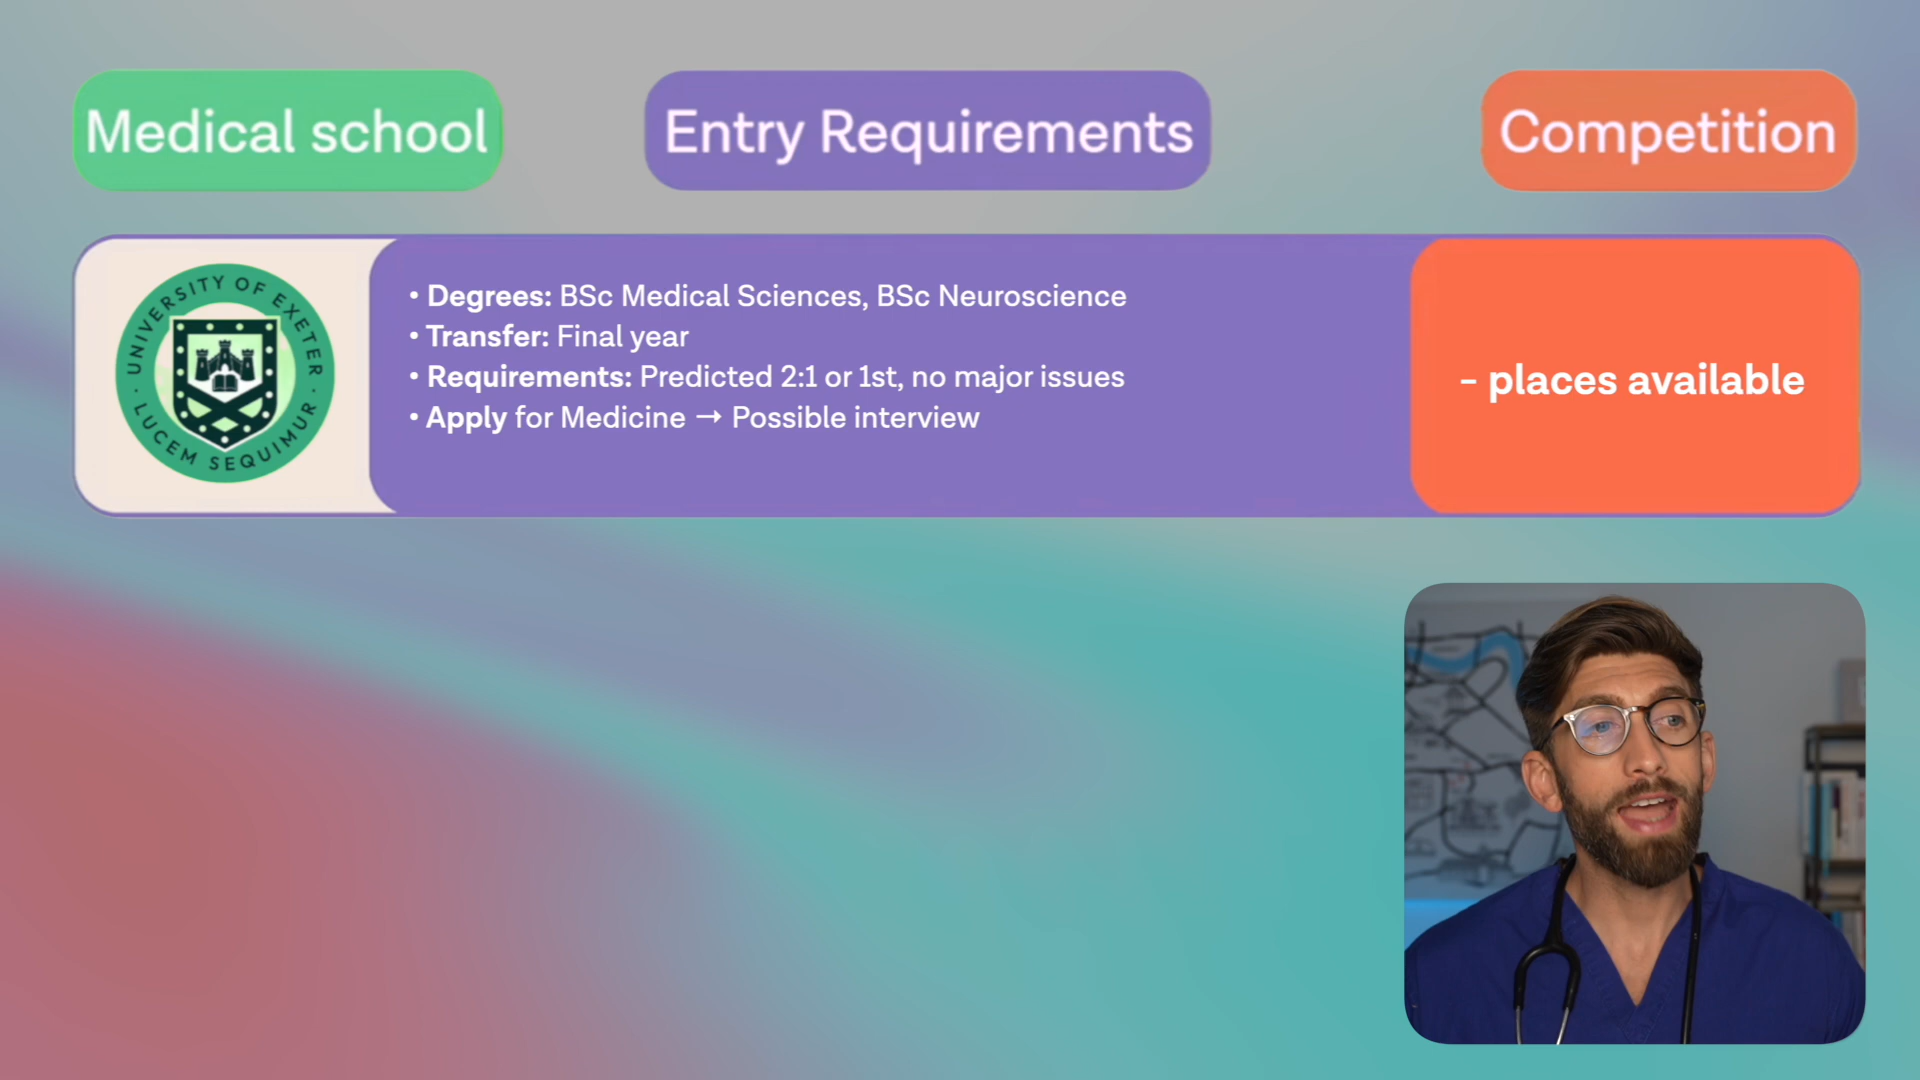 Medical school
Entry Requirements
Competition
UNIVERSITY OF EXETER
LUCEM SEQUIMUR
• Degrees: BSc Medical Sciences, BSc Neuroscience
• Transfer: Final year
• Requirements: Predicted 2:1 or 1st, no major issues
• Apply for Medicine → Possible interview
- places available